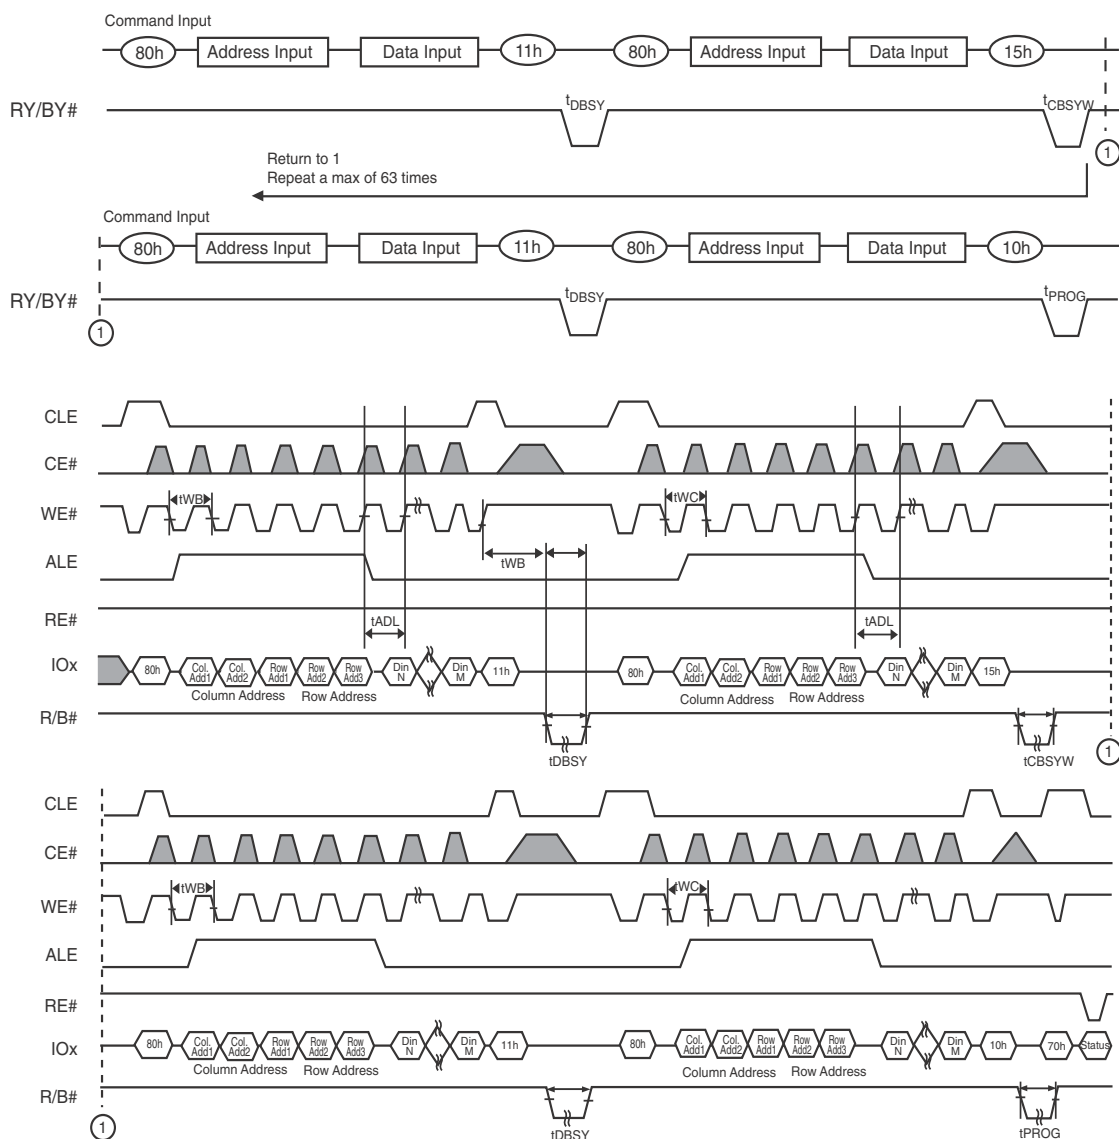 Command Input
80h Address Input Data Input 11h 80h Address Input Data Input 15h
RY/BY# tDBSY tCBSYW
1
Return to 1
Repeat a max of 63 times
Command Input
80h Address Input Data Input 11h 80h Address Input Data Input 10h
RY/BY# tDBSY tPROG
1
CLE
CE#
WE# tWB tWC
ALE tWB
RE#
tADL tADL
IOx 80h Col. Add1 Col. Add2 Row Add1 Row Add2 Row Add3 Din N Din M 11h 80h Col. Add1 Col. Add2 Row Add1 Row Add2 Row Add3 Din N Din M 15h
Column Address Row Address Column Address Row Address
R/B#
tDBSY tCBSYW 1
CLE
CE#
WE# tWB tWC
ALE
RE#
IOx 80h Col. Add1 Col. Add2 Row Add1 Row Add2 Row Add3 Din N Din M 11h 80h Col. Add1 Col. Add2 Row Add1 Row Add2 Row Add3 Din N Din M 10h 70h Status
Column Address Row Address Column Address Row Address
R/B#
1 tDBSY tPROG